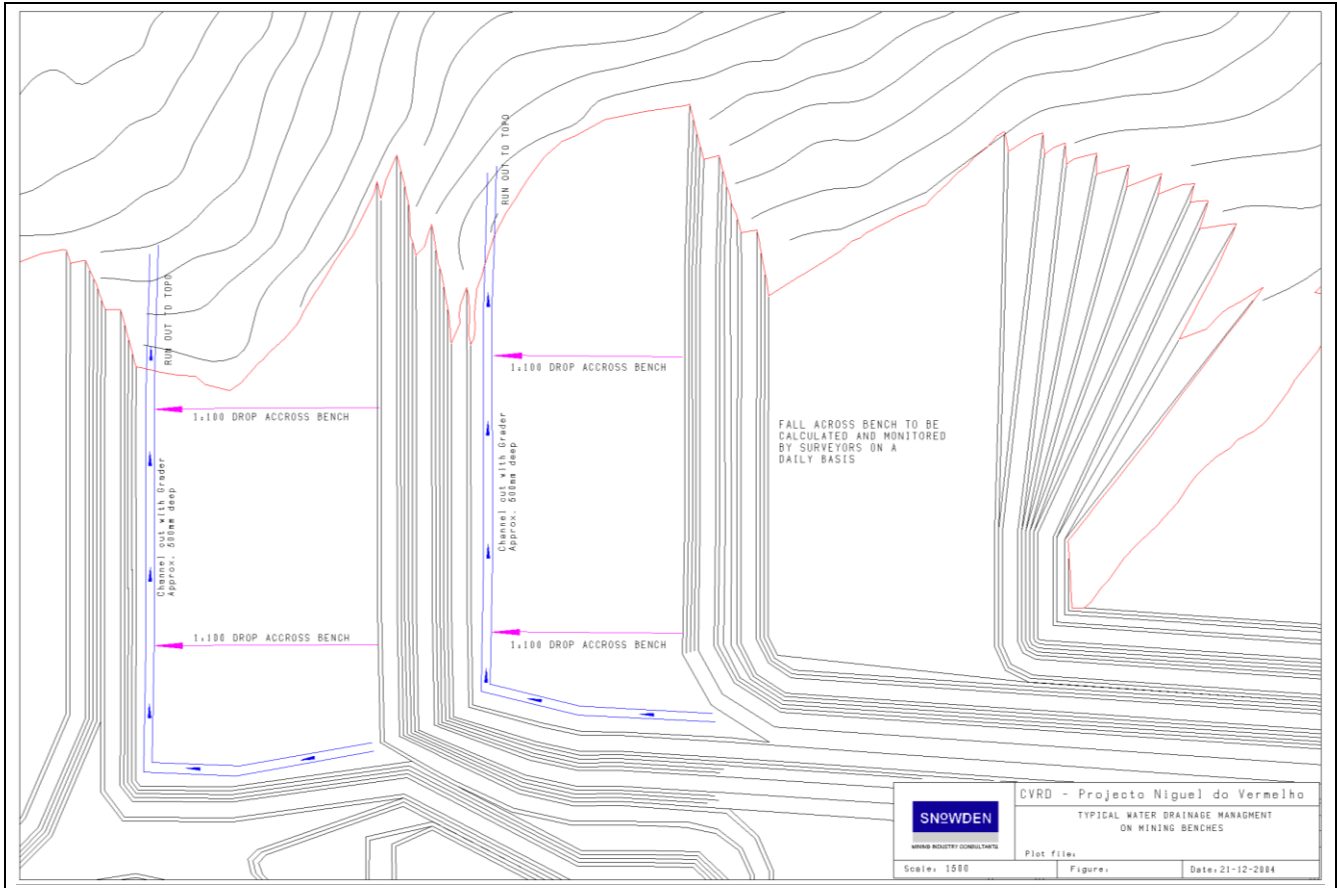 RUN OUT TO TOPO
RUN OUT TO TOPO
1:100 DROP ACCROSS BENCH
1:100 DROP ACCROSS BENCH
FALL ACROSS BENCH TO BE
CALCULATED AND MONITORED
BY SURVEYORS ON A
DAILY BASIS
Channel out with Grader
Approx. 500mm deep
Channel out with Grader
Approx. 500mm deep
1:100 DROP ACCROSS BENCH
1:100 DROP ACCROSS BENCH
CVRD - Projecto Niguel do Vermelho
SNOWDEN
MINING INDUSTRY CONSULTANTS
TYPICAL WATER DRAINAGE MANAGMENT
ON MINING BENCHES
Plot file:
Scale: 1500
Figure:
Date: 21-12-2004